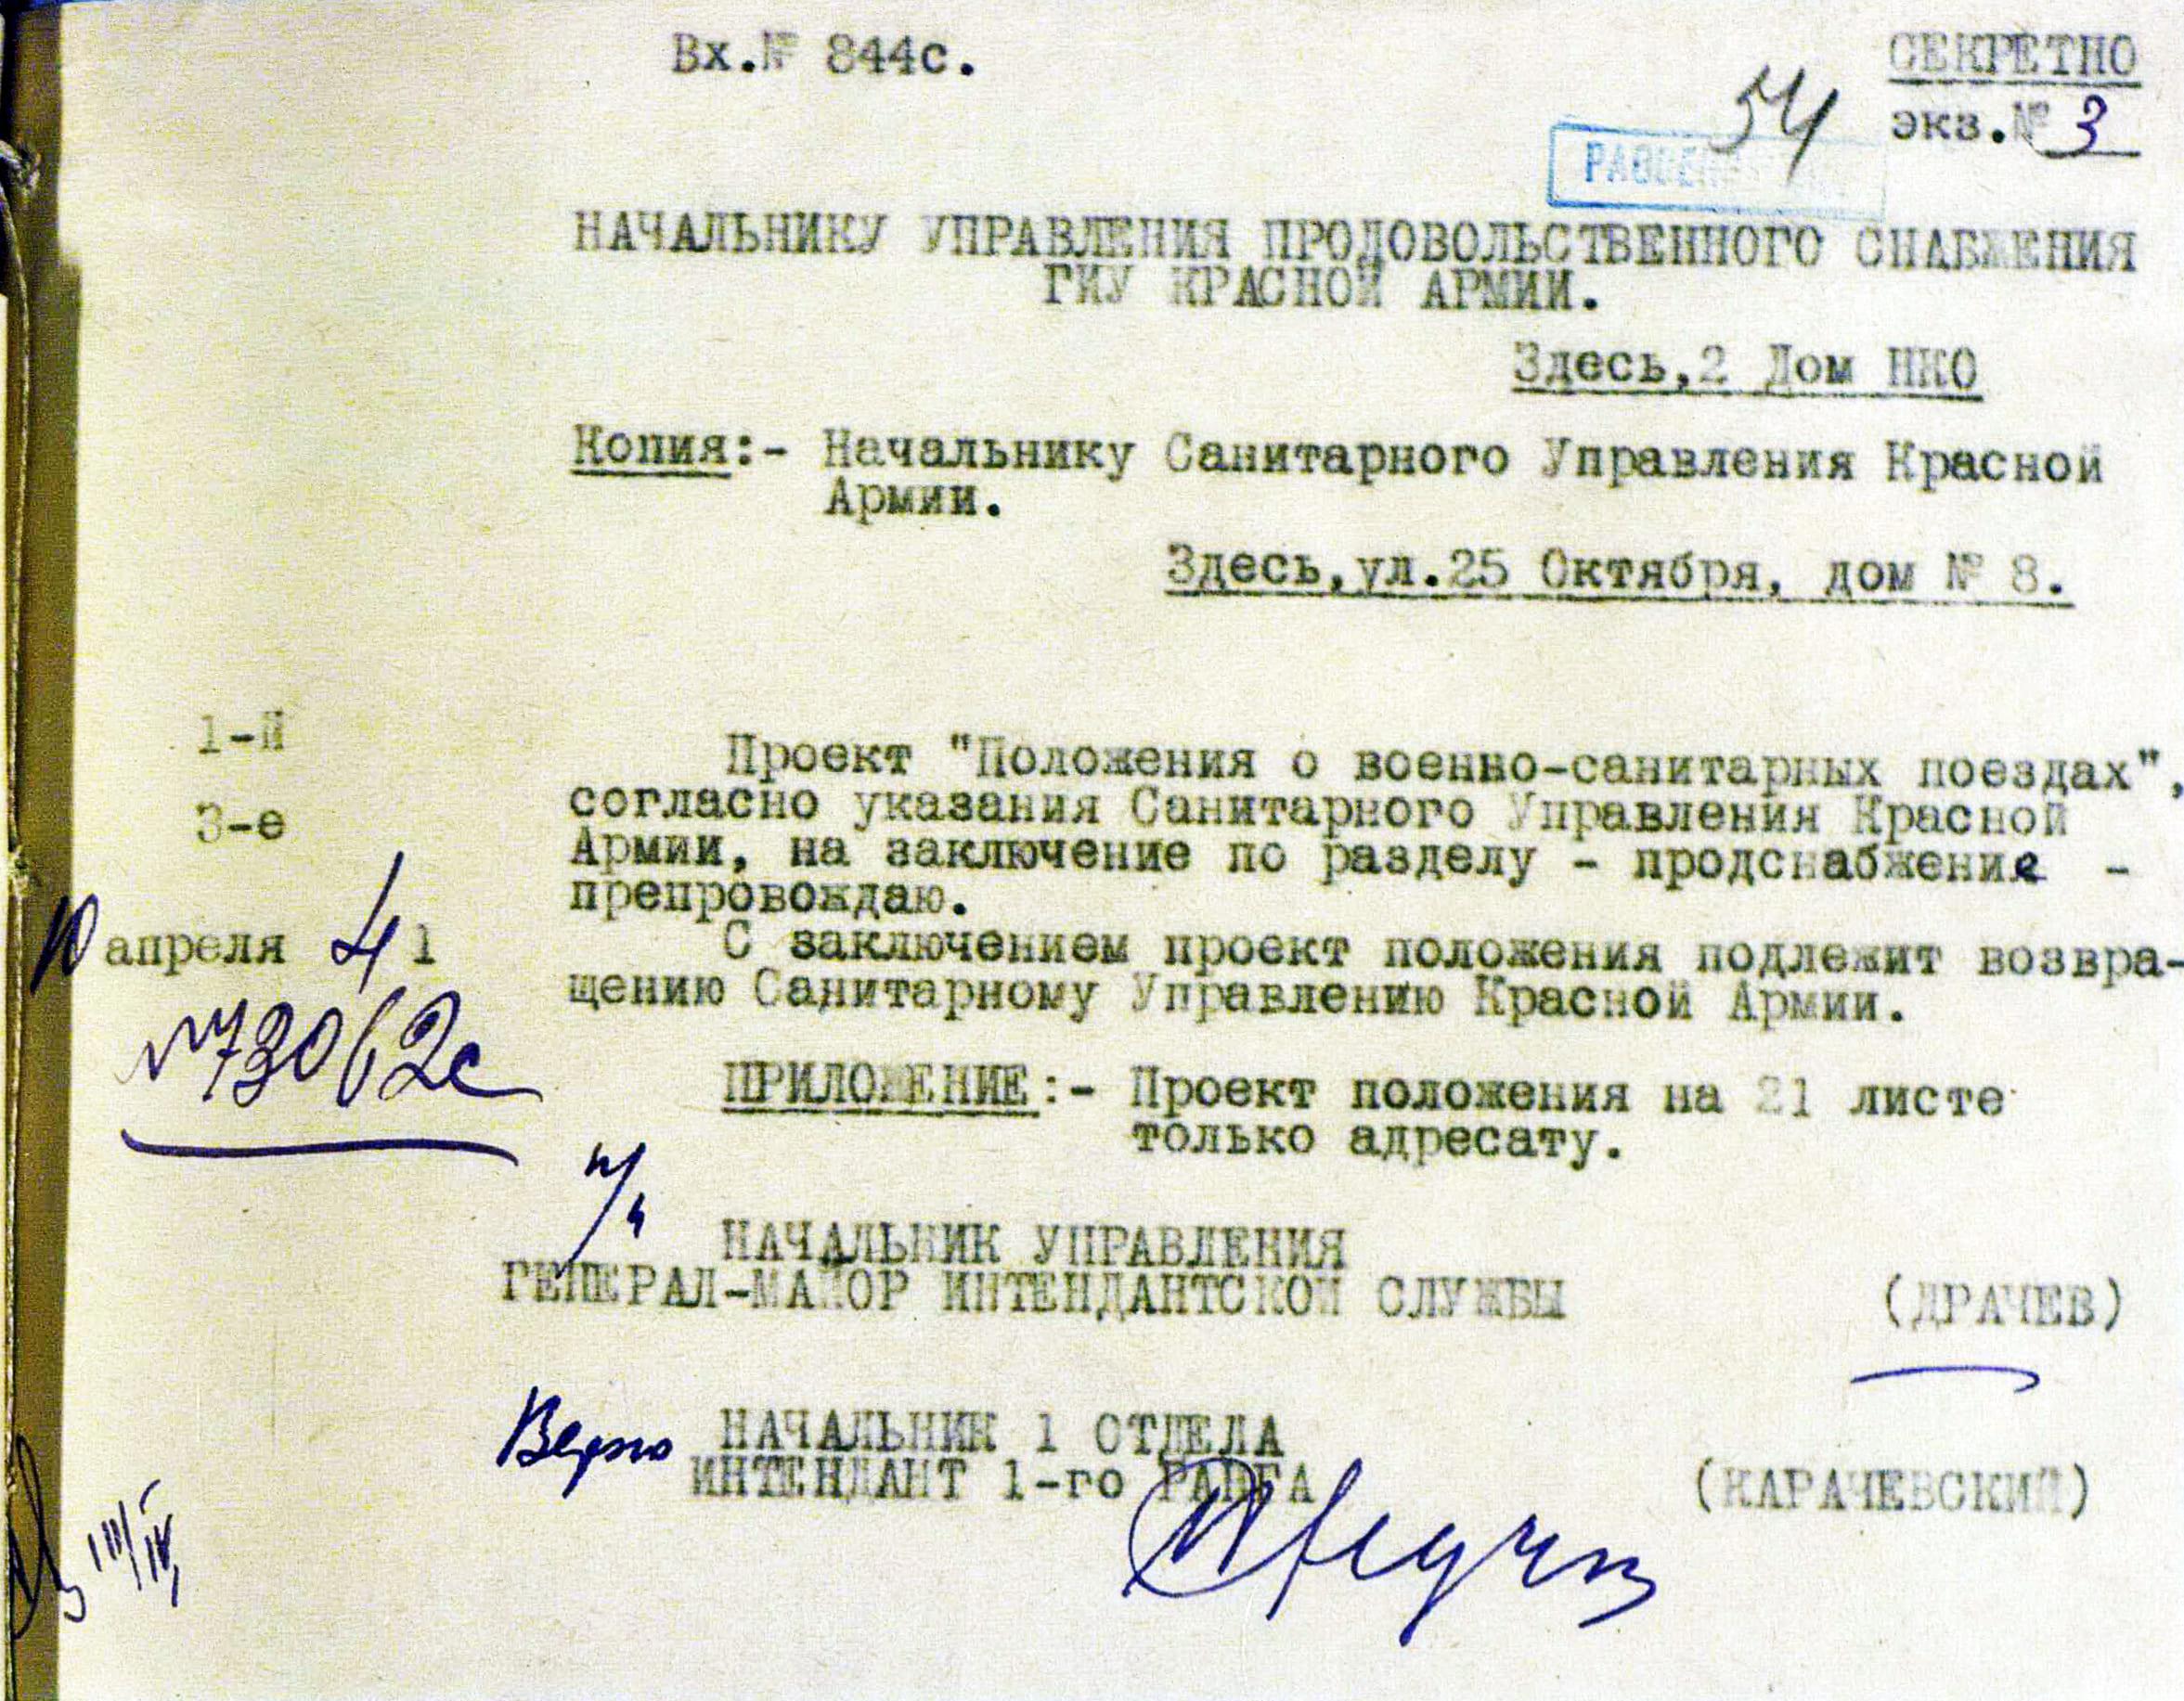 Вх.№ 844с.
СЕКРЕТНО
54
экз.№ 3
НАЧАЛЬНИКУ УПРАВЛЕНИЯ ПРОДОВОЛЬСТВЕННОГО СНАБЖЕНИЯ
ГИУ КРАСНОЙ АРМИИ.
Здесь,2 Дом НКО
Копия:- Начальнику Санитарного Управления Красной
Армии.
Здесь,ул.25 Октября, дом № 8.
1-й
3-е
10 апреля 41
№73062с
Проект "Положения о военно-санитарных поездах",
согласно указания Санитарного Управления Красной
Армии, на заключение по разделу - продснабжение -
препровождаю.
С заключением проект положения подлежит возвра-
щению Санитарному Управлению Красной Армии.
ПРИЛОЖЕНИЕ:- Проект положения на 21 листе
только адресату.
п/п
НАЧАЛЬНИК УПРАВЛЕНИЯ
ГЕНЕРАЛ-МАЙОР ИНТЕНДАНТСКОЙ СЛУЖБЫ (ДРАЧЕВ)
Верно НАЧАЛЬНИК 1 ОТДЕЛА
ИНТЕНДАНТ 1-го РАНГА (КАРАЧЕВСКИЙ)